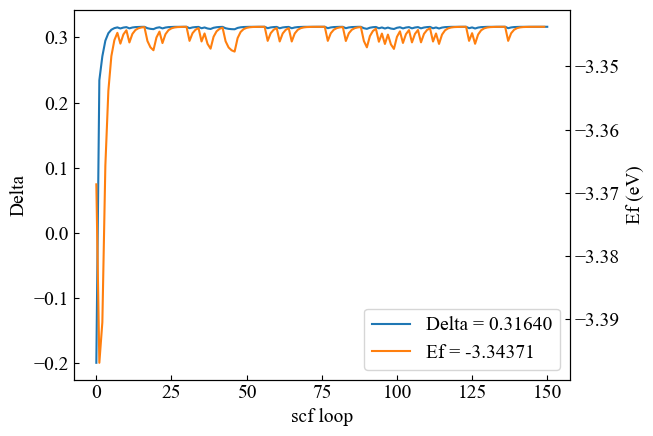 0.3
0.2
0.1
0.0
−0.1
−0.2
Delta
−3.35
−3.36
−3.37
−3.38
−3.39
Ef (eV)
Delta = 0.31640
Ef = -3.34371
0 25 50 75 100 125 150
scf loop